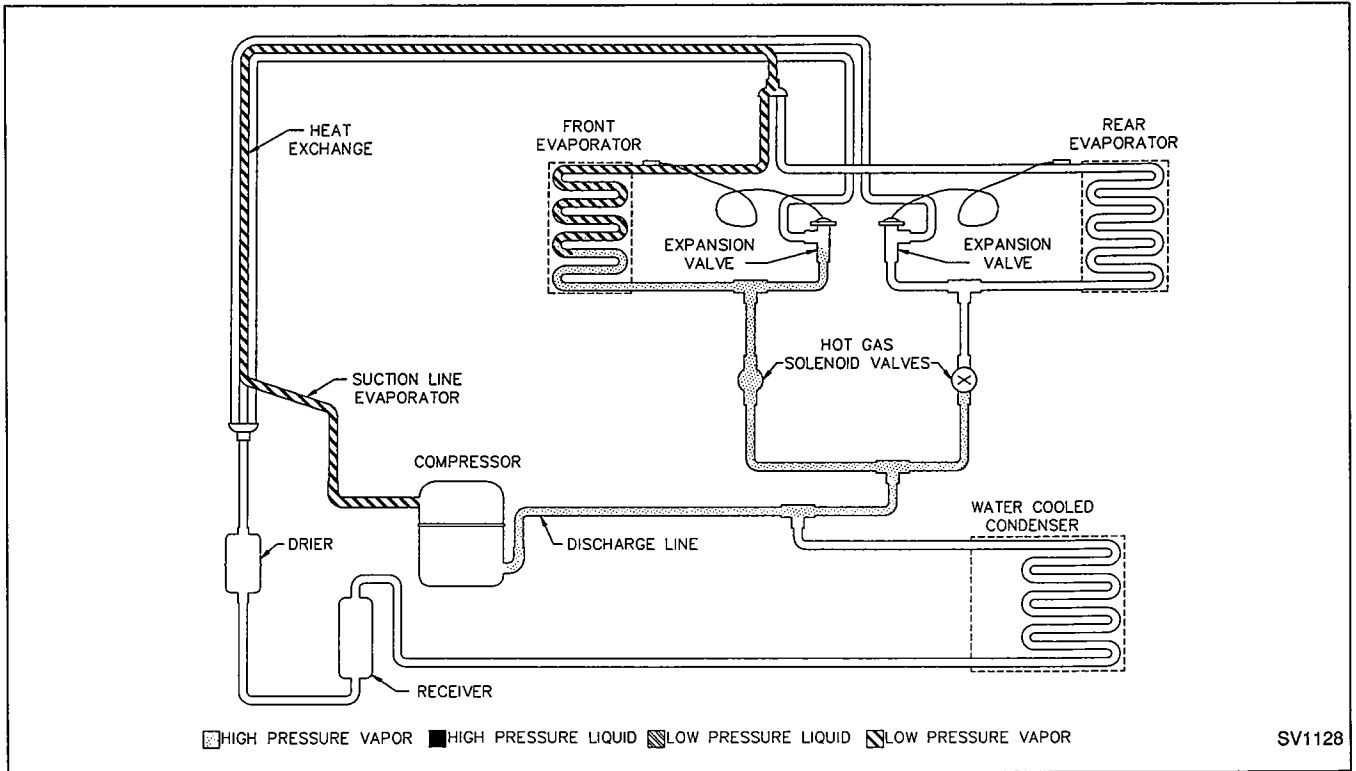 HEAT
EXCHANGE
FRONT
EVAPORATOR
REAR
EVAPORATOR
EXPANSION
VALVE
EXPANSION
VALVE
HOT GAS
SOLENOID VALVES
SUCTION LINE
EVAPORATOR
COMPRESSOR
WATER COOLED
CONDENSER
DISCHARGE LINE
DRIER
RECEIVER
HIGH PRESSURE VAPOR HIGH PRESSURE LIQUID LOW PRESSURE LIQUID LOW PRESSURE VAPOR
SV1128